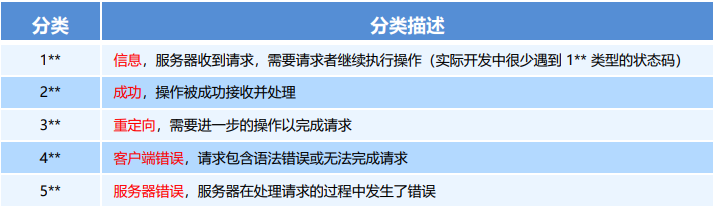 分类 分类描述
1** 信息，服务器收到请求，需要请求者继续执行操作（实际开发中很少遇到 1** 类型的状态码）
2** 成功，操作被成功接收并处理
3** 重定向，需要进一步的操作以完成请求
4** 客户端错误，请求包含语法错误或无法完成请求
5** 服务器错误，服务器在处理请求的过程中发生了错误